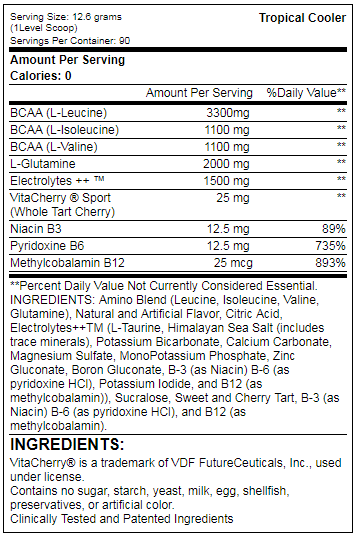 Serving Size: 12.6 grams Tropical Cooler
(1Level Scoop)
Servings Per Container: 90
Amount Per Serving
Calories: 0
Amount Per Serving %Daily Value**
BCAA (L-Leucine) 3300mg **
BCAA (L-Isoleucine) 1100 mg **
BCAA (L-Valine) 1100 mg **
L-Glutamine 2000 mg **
Electrolytes ++ ™ 1500 mg **
VitaCherry ® Sport 25 mg **
(Whole Tart Cherry)
Niacin B3 12.5 mg 89%
Pyridoxine B6 12.5 mg 735%
Methylcobalamin B12 25 mcg 893%
**Percent Daily Value Not Currently Considered Essential.
INGREDIENTS: Amino Blend (Leucine, Isoleucine, Valine,
Glutamine), Natural and Artificial Flavor, Citric Acid,
Electrolytes++TM (L-Taurine, Himalayan Sea Salt (includes
trace minerals), Potassium Bicarbonate, Calcium Carbonate,
Magnesium Sulfate, MonoPotassium Phosphate, Zinc
Gluconate, Boron Gluconate, B-3 (as Niacin) B-6 (as
pyridoxine HCI), Potassium Iodide, and B12 (as
methylcobalamin)), Sucralose, Sweet and Cherry Tart, B-3 (as
Niacin) B-6 (as pyridoxine HCl), and B12 (as
methylcobalamin).
INGREDIENTS:
VitaCherry® is a trademark of VDF FutureCeuticals, Inc., used
under license.
Contains no sugar, starch, yeast, milk, egg, shellfish,
preservatives, or artificial color.
Clinically Tested and Patented Ingredients